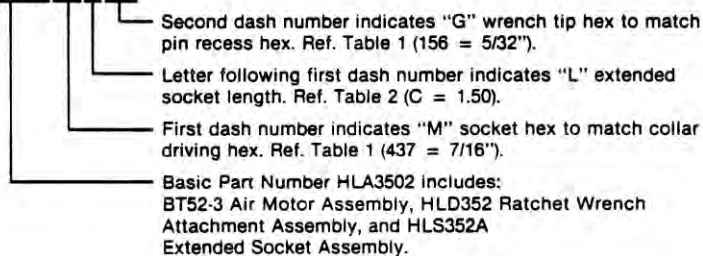 Second dash number indicates "G" wrench tip hex to match
pin recess hex. Ref. Table 1 (156 = 5/32").
Letter following first dash number indicates "L" extended
socket length. Ref. Table 2 (C = 1.50).
First dash number indicates "M" socket hex to match collar
driving hex. Ref. Table 1 (437 = 7/16").
Basic Part Number HLA3502 includes:
BT52-3 Air Motor Assembly, HLD352 Ratchet Wrench
Attachment Assembly, and HLS352A
Extended Socket Assembly.